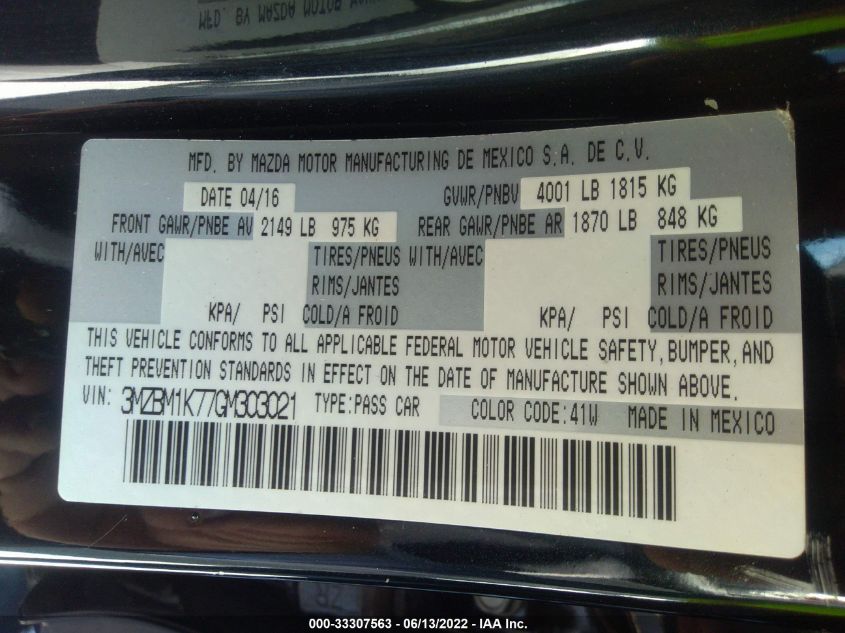 MFD. BY MAZDA MOTOR
MFD. BY MAZDA MOTOR MANUFACTURING DE MEXICO S.A. DE C.V.
DATE 04/16 GVWR/PNBV 4001 LB 1815 KG
FRONT GAWR/PNBE AV 2149 LB 975 KG REAR GAWR/PNBE AR 1870 LB 848 KG
WITH/AVEC TIRES/PNEUS WITH/AVEC TIRES/PNEUS
RIMS/JANTES RIMS/JANTES
KPA/ PSI COLD/A FROID KPA/ PSI COLD/A FROID
THIS VEHICLE CONFORMS TO ALL APPLICABLE FEDERAL MOTOR VEHICLE SAFETY, BUMPER, AND
THEFT PREVENTION STANDARDS IN EFFECT ON THE DATE OF MANUFACTURE SHOWN ABOVE.
VIN: 3MZBM1K77GM303021 TYPE:PASS CAR COLOR CODE:41W MADE IN MEXICO
000-33307563 - 06/13/2022 - IAA Inc.